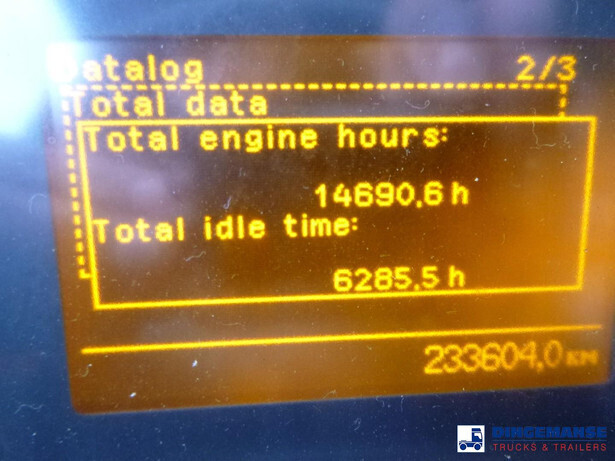 atalog 2/3
Total data
Total engine hours:
14690,6 h
Total idle time:
6285,5 h
233604,0 KM
DINGEMANSE
TRUCKS & TRAILERS